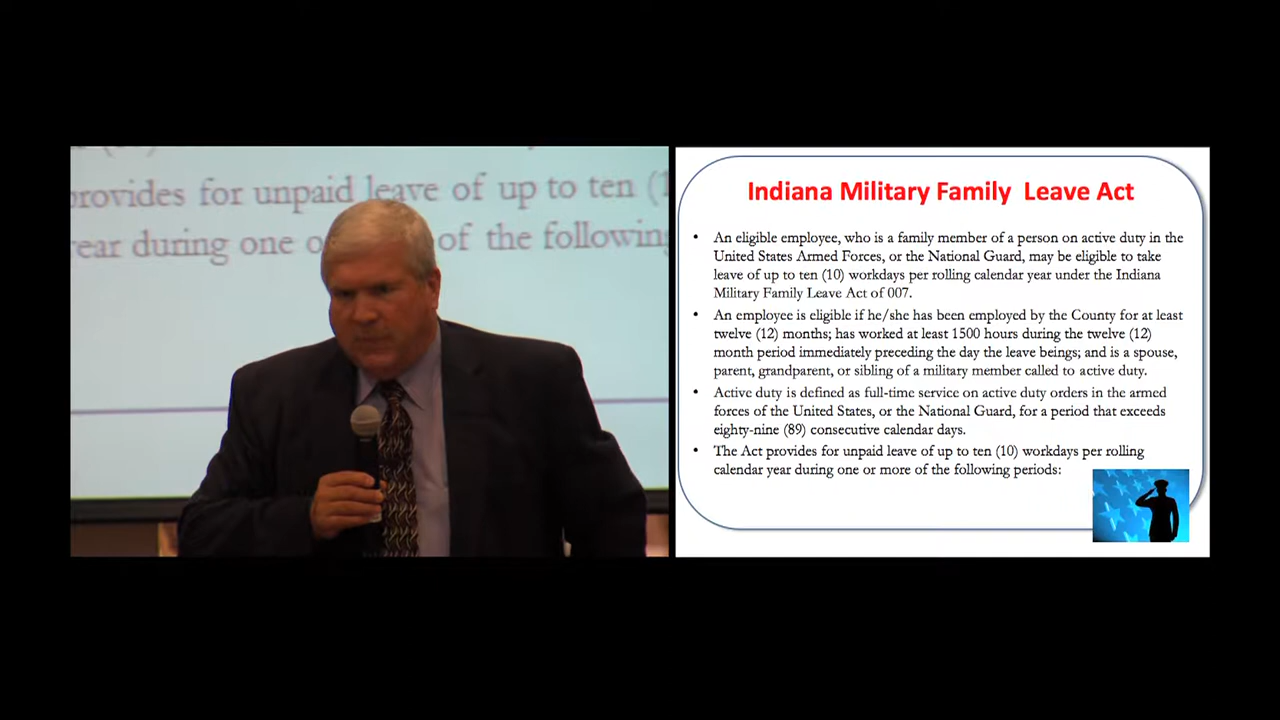 provides for unpaid leave of up to ten (1
ear during one o of the following
Indiana Military Family Leave Act
• An eligible employee, who is a family member of a person on active duty in the
United States Armed Forces, or the National Guard, may be eligible to take
leave of up to ten (10) workdays per rolling calendar year under the Indiana
Military Family Leave Act of 007.
• An employee is eligible if he/she has been employed by the County for at least
twelve (12) months; has worked at least 1500 hours during the twelve (12)
month period immediately preceding the day the leave beings; and is a spouse,
parent, grandparent, or sibling of a military member called to active duty.
• Active duty is defined as full-time service on active duty orders in the armed
forces of the United States, or the National Guard, for a period that exceeds
eighty-nine (89) consecutive calendar days.
• The Act provides for unpaid leave of up to ten (10) workdays per rolling
calendar year during one or more of the following periods: